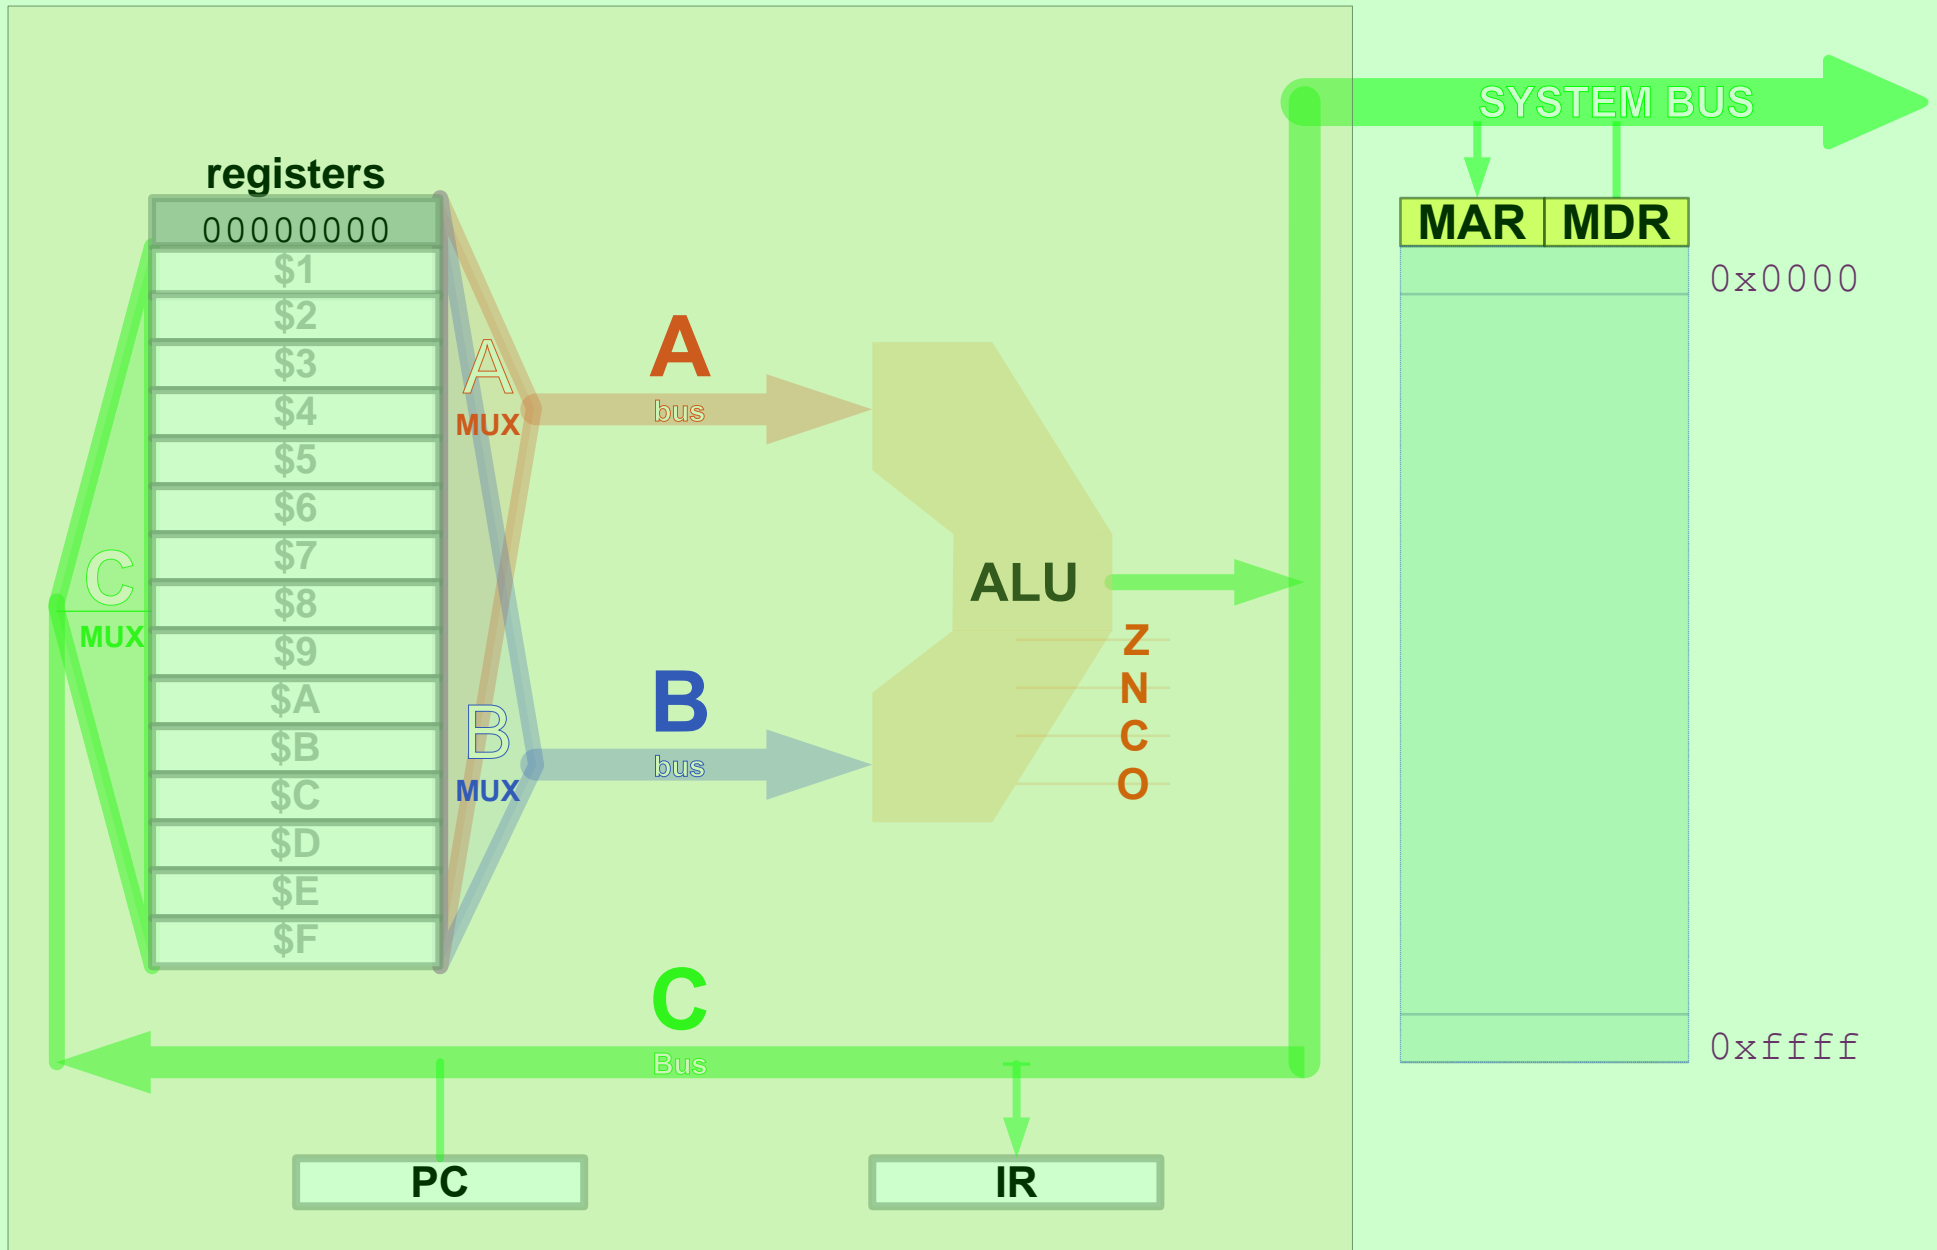 SYSTEM BUS
registers
00000000
MAR MDR
$1
0x0000
$2
$3
A
MUX
A
bus
$4
$5
$6
$7
$8
C
MUX
ALU
$9
Z
$A
N
$B
B
MUX
B
bus
C
$C
O
$D
$E
$F
C
Bus
0xffff
PC
IR